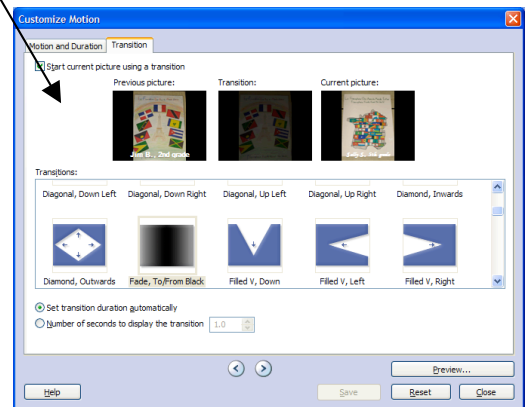 Customize Motion
Motion and Duration Transition
Start current picture using a transition
Previous picture: Transition: Current picture:
Jim B., 2nd grade
Transitions:
Diagonal, Down Left Diagonal, Down Right Diagonal, Up Left Diagonal, Up Right Diamond, Inwards
Diamond, Outwards Fade, To/From Black Filled V, Down Filled V, Left Filled V, Right
Set transition duration automatically
Number of seconds to display the transition 1.0
Preview...
Help Save Reset Close